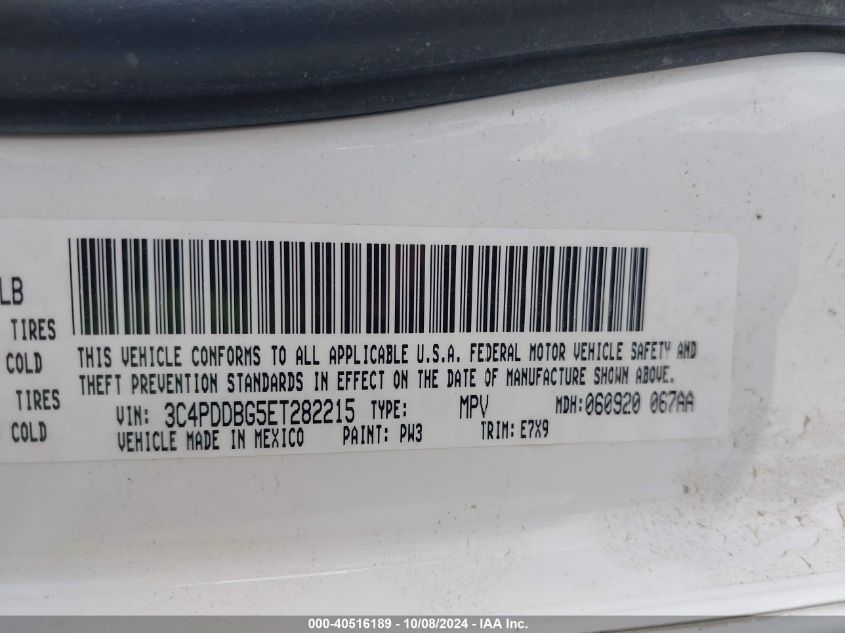 LB
TIRES
COLD
TIRES
COLD
THIS VEHICLE CONFORMS TO ALL APPLICABLE U.S.A. FEDERAL MOTOR VEHICLE SAFETY AND
THEFT PREVENTION STANDARDS IN EFFECT ON THE DATE OF MANUFACTURE SHOWN ABOVE.
VIN: 3C4PDDBG5ET282215 TYPE: MPV MDH:060920 067AA
VEHICLE MADE IN MEXICO PAINT: PW3 TRIM: E7X9
000-40516189 - 10/08/2024 - IAA Inc.